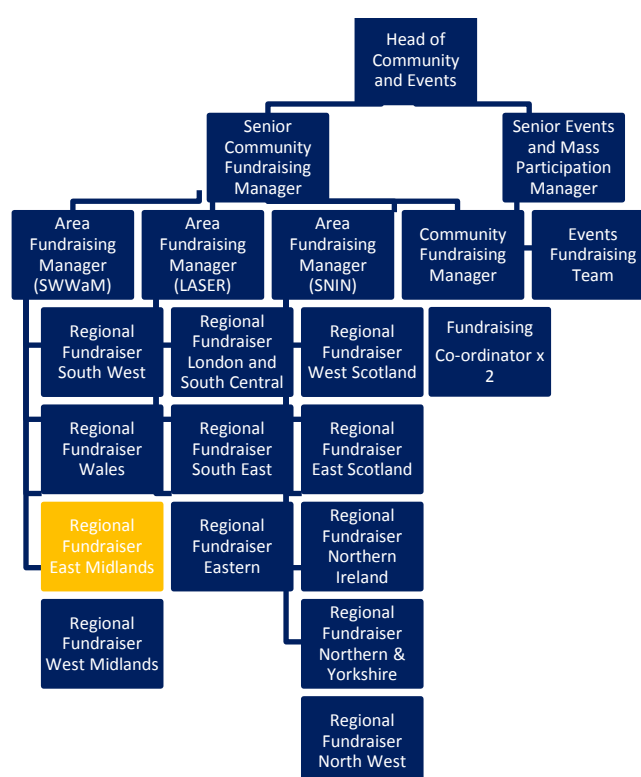 Head of
Community
and Events
Senior
Community
Fundraising
Manager
Senior Events
and Mass
Participation
Manager
Area
Fundraising
Manager
(SWWaM)
Area
Fundraising
Manager
(LASER)
Area
Fundraising
Manager
(SNIN)
Community
Fundraising
Manager
Events
Fundraising
Team
Regional
Fundraiser
South West
Regional
Fundraiser
London and
South Central
Regional
Fundraiser
West Scotland
Fundraising
Co-ordinator x
2
Regional
Fundraiser
Wales
Regional
Fundraiser
South East
Regional
Fundraiser
East Scotland
Regional
Fundraiser
East Midlands
Regional
Fundraiser
Eastern
Regional
Fundraiser
Northern
Ireland
Regional
Fundraiser
West Midlands
Regional
Fundraiser
Northern &
Yorkshire
Regional
Fundraiser
North West